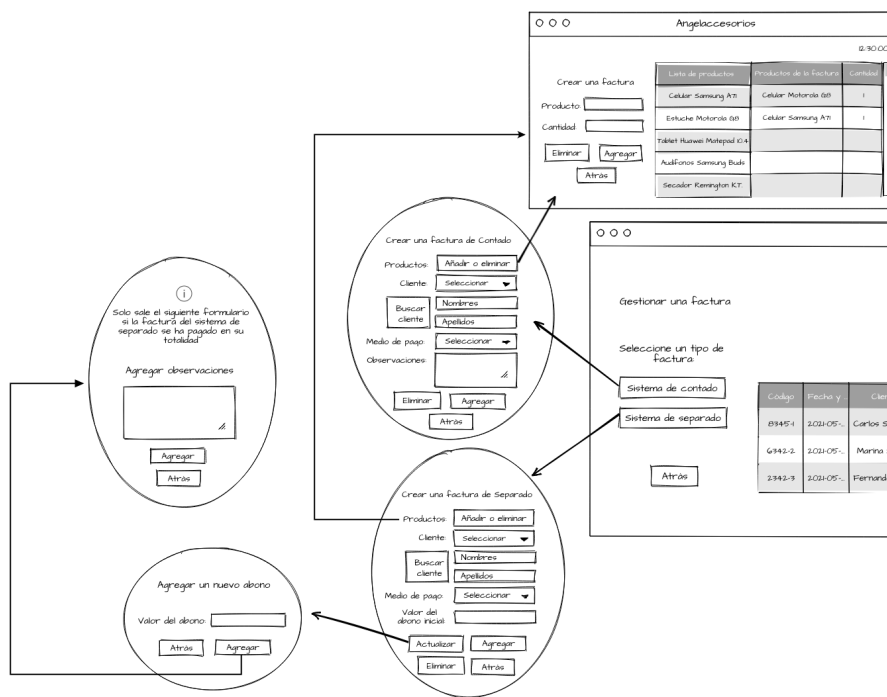 Angelaccesorios
12:30:00
Crear una factura
Producto:
Cantidad:
Eliminar
Agregar
Atrás
Lista de productos
Productos de la factura
Cantidad
Celular Samsung A71
Celular Motorola G8
1
Estuche Motorola G8
Celular Samsung A71
1
Tablet Huawei Matepad 10.4
Audífonos Samsung Buds
Secador Remington K.T.
Crear una factura de Contado
Productos:
Añadir o eliminar
Cliente:
Seleccionar
Buscar
cliente
Nombres
Apellidos
Medio de pago:
Seleccionar
Observaciones:
Eliminar
Agregar
Atrás
Gestionar una factura
Seleccione un tipo de
factura:
Sistema de contado
Sistema de separado
Atrás
Código
Fecha y ...
Clien
8345-1
2021-05-...
Carlos S
6342-2
2021-05-...
Marina
2342-3
2021-05-...
Fernand
i
Solo sale el siguiente formulario
si la factura del sistema de
separado se ha pagado en su
totalidad
Agregar observaciones
Agregar
Atrás
Crear una factura de Separado
Productos:
Añadir o eliminar
Cliente:
Seleccionar
Buscar
cliente
Nombres
Apellidos
Medio de pago:
Seleccionar
Valor del
abono inicial:
Actualizar
Agregar
Eliminar
Atrás
Agregar un nuevo abono
Valor del abono:
Atrás
Agregar